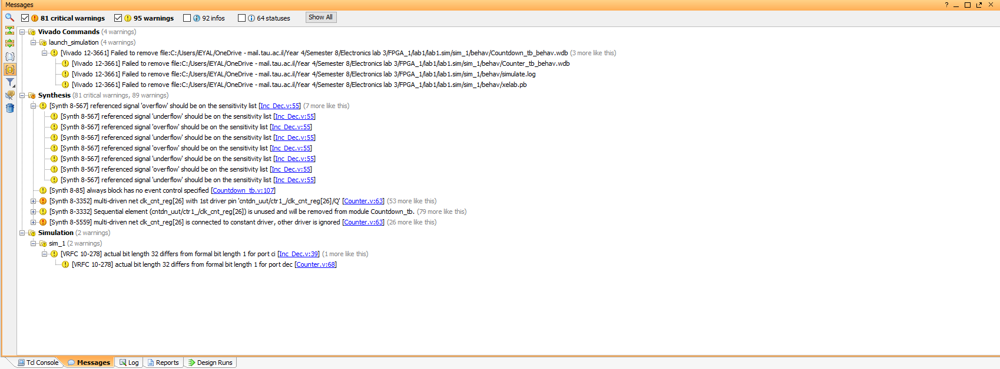 Messages
81 critical warnings 95 warnings 92 infos 64 statuses Show All
Vivado Commands (4 warnings)
launch_simulation (4 warnings)
[Vivado 12-3661] Failed to remove file:C:/Users/iEYAL/OneDrive - mail.tau.ac.il/Year 4/Semester 8/Electronics lab 3/FPGA_1/lab1/lab1.sim/sim_1/behav/Countdown_tb_behav.wdb (3 more like this)
[Vivado 12-3661] Failed to remove file:C:/Users/iEYAL/OneDrive - mail.tau.ac.il/Year 4/Semester 8/Electronics lab 3/FPGA_1/lab1/lab1.sim/sim_1/behav/Counter_tb_behav.wdb
[Vivado 12-3661] Failed to remove file:C:/Users/iEYAL/OneDrive - mail.tau.ac.il/Year 4/Semester 8/Electronics lab 3/FPGA_1/lab1/lab1.sim/sim_1/behav/simulate.log
[Vivado 12-3661] Failed to remove file:C:/Users/iEYAL/OneDrive - mail.tau.ac.il/Year 4/Semester 8/Electronics lab 3/FPGA_1/lab1/lab1.sim/sim_1/behav/xelab.pb
Synthesis (81 critical warnings, 89 warnings)
[Synth 8-567] referenced signal 'overflow' should be on the sensitivity list [Inc_Dec.v:55] (7 more like this)
[Synth 8-567] referenced signal 'underflow' should be on the sensitivity list [Inc_Dec.v:55]
[Synth 8-567] referenced signal 'overflow' should be on the sensitivity list [Inc_Dec.v:55]
[Synth 8-567] referenced signal 'underflow' should be on the sensitivity list [Inc_Dec.v:55]
[Synth 8-567] referenced signal 'overflow' should be on the sensitivity list [Inc_Dec.v:55]
[Synth 8-567] referenced signal 'underflow' should be on the sensitivity list [Inc_Dec.v:55]
[Synth 8-567] referenced signal 'overflow' should be on the sensitivity list [Inc_Dec.v:55]
[Synth 8-567] referenced signal 'underflow' should be on the sensitivity list [Inc_Dec.v:55]
[Synth 8-85] always block has no event control specified [Countdown_tb.v:107]
[Synth 8-3352] multi-driven net clk_cnt_reg[26] with 1st driver pin 'cntdn_uut/ctr1_/clk_cnt_reg[26]/Q' [Counter.v:63] (53 more like this)
[Synth 8-3332] Sequential element (cntdn_uut/ctr1_/clk_cnt_reg[26]) is unused and will be removed from module Countdown_tb. (79 more like this)
[Synth 8-5559] multi-driven net clk_cnt_reg[26] is connected to constant driver, other driver is ignored [Counter.v:63] (26 more like this)
Simulation (2 warnings)
sim_1 (2 warnings)
[VRFC 10-278] actual bit length 32 differs from formal bit length 1 for port ci [Inc_Dec.v:39] (1 more like this)
[VRFC 10-278] actual bit length 32 differs from formal bit length 1 for port dec [Counter.v:68]
Tcl Console Messages Log Reports Design Runs